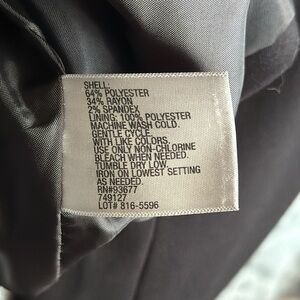 SHELL:
64% POLYESTER
34% RAYON
2% SPANDEX
LINING: 100% POLYESTER
MACHINE WASH COLD.
GENTLE CYCLE.
WITH LIKE COLORS.
USE ONLY NON-CHLORINE
BLEACH WHEN NEEDED.
TUMBLE DRY LOW.
IRON ON LOWEST SETTING
AS NEEDED.
RN#93677
749127
LOT# 816-5596